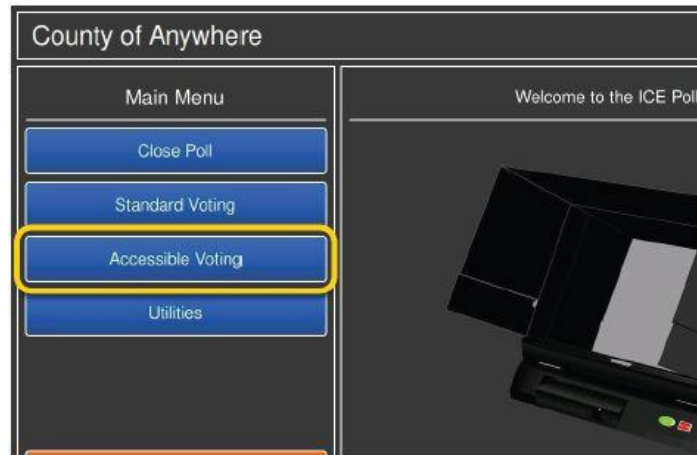 County of Anywhere
Main Menu
Close Poll
Standard Voting
Accessible Voting
Utilities
Welcome to the ICE Poll